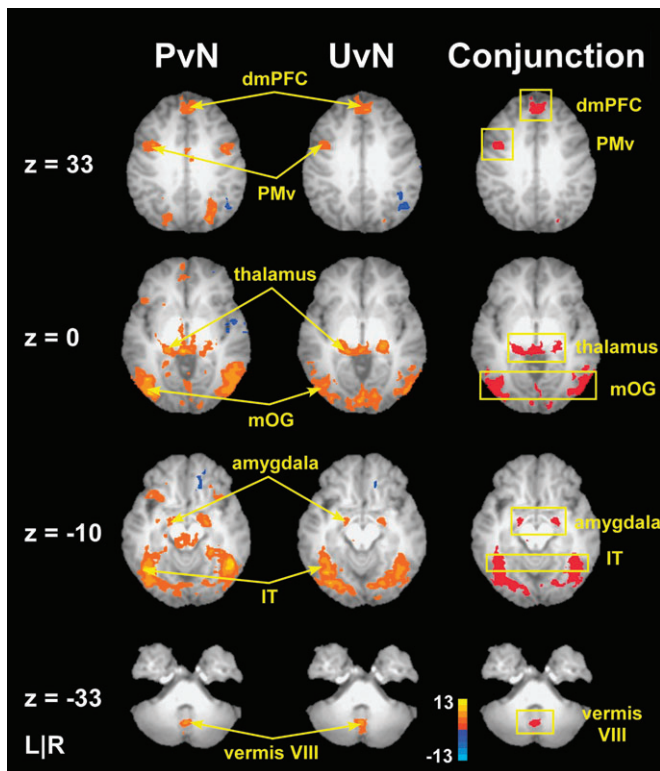 PvN UvN Conjunction
dmPFC dmPFC
PMv
z = 33
PMv
thalamus
z = 0
thalamus
mOG
mOG
amygdala
z = -10
amygdala
IT
IT
z = -33
13
vermis
VIII
L|R
vermis VIII
-13